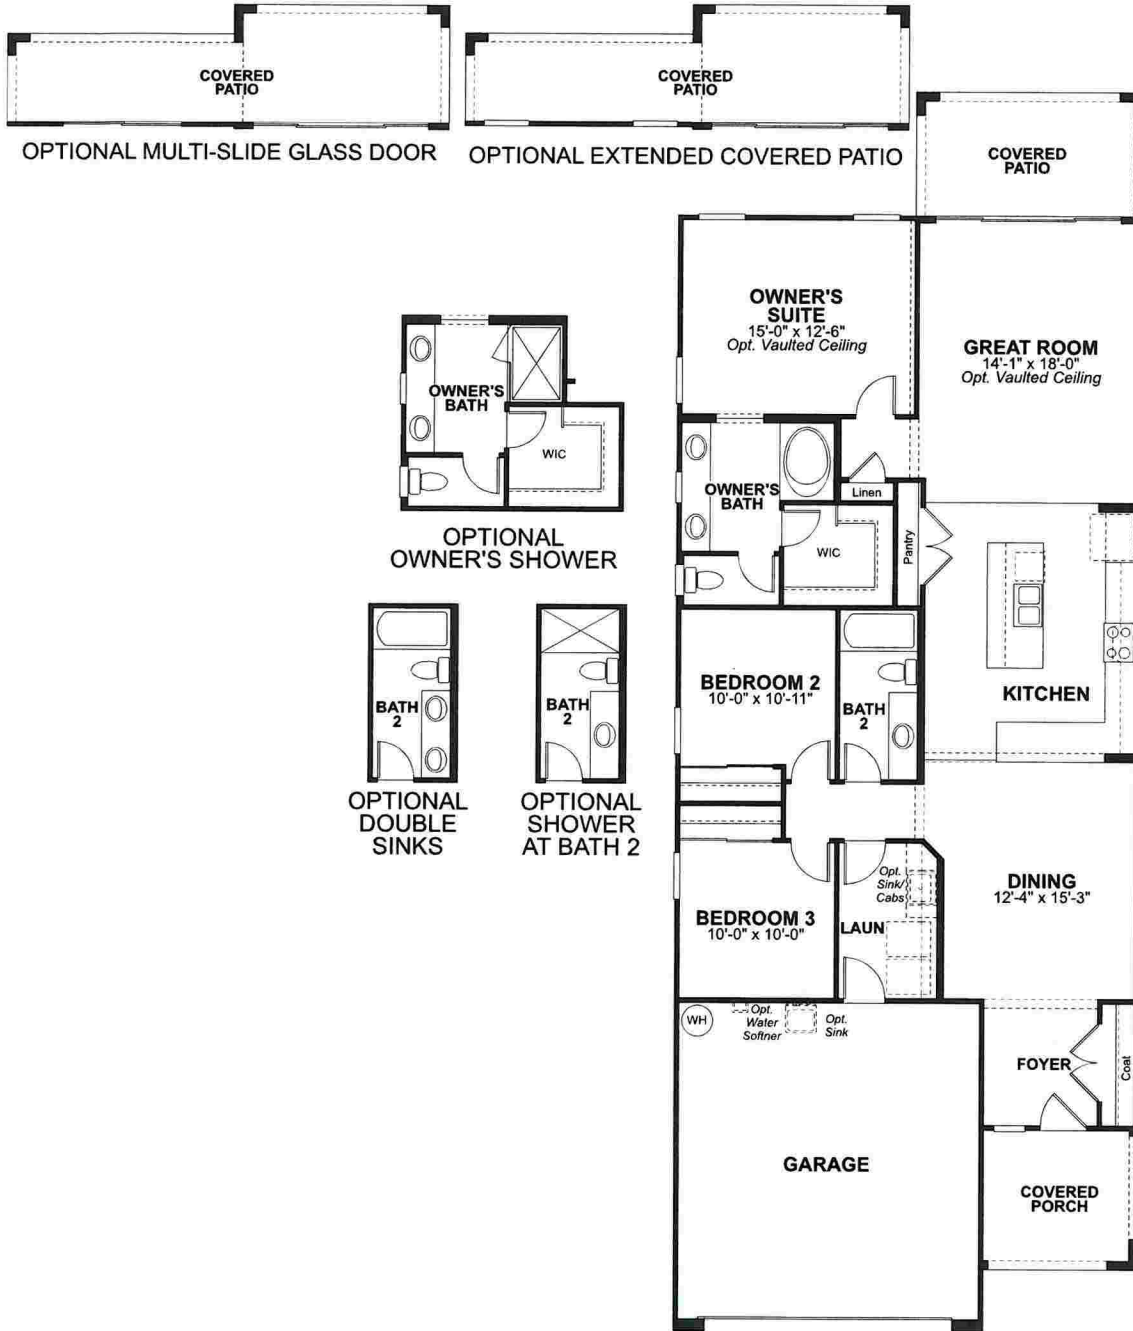 COVERED
PATIO
OPTIONAL MULTI-SLIDE GLASS DOOR
COVERED
PATIO
OPTIONAL EXTENDED COVERED PATIO
COVERED
PATIO
OWNER'S
SUITE
15'-0" x 12'-6"
Opt. Vaulted Ceiling
GREAT ROOM
14'-1" x 18'-0"
Opt. Vaulted Ceiling
OWNER'S
BATH
WIC
OPTIONAL
OWNER'S SHOWER
OWNER'S
BATH
WIC
Linen
Pantry
KITCHEN
BATH
2
OPTIONAL
DOUBLE
SINKS
BATH
2
OPTIONAL
SHOWER
AT BATH 2
BEDROOM 2
10'-0" x 10'-11"
BATH
2
BEDROOM 3
10'-0" x 10'-0"
Opt.
Sink/
Cabs
LAUN
DINING
12'-4" x 15'-3"
WH
Opt.
Water
Softner
Opt.
Sink
FOYER
Coat
GARAGE
COVERED
PORCH